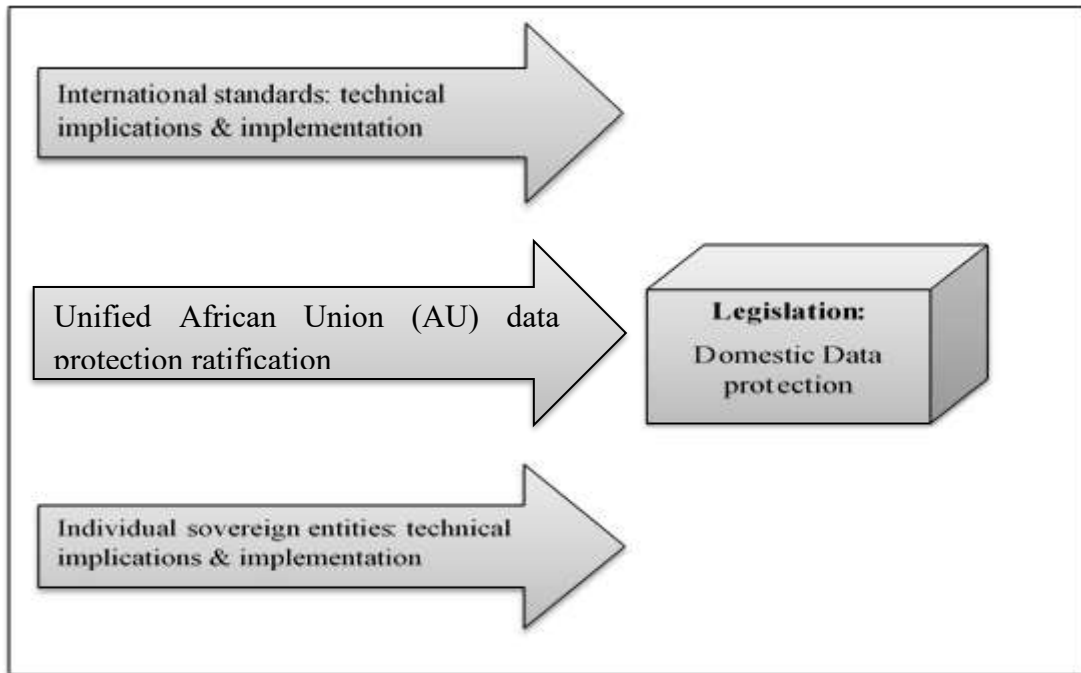 International standards: technical
implications & implementation
Unified African Union (AU) data
protection ratification
Legislation:
Domestic Data
protection
Individual sovereign entities: technical
implications & implementation